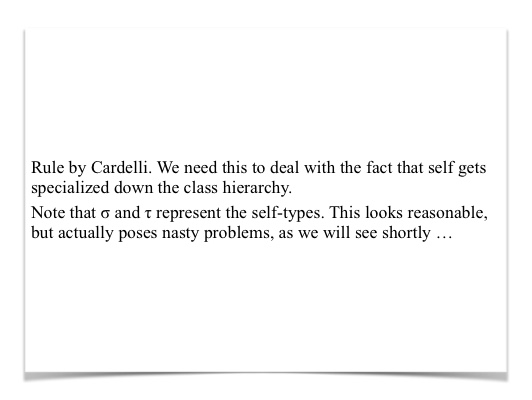 Rule by Cardelli. We need this to deal with the fact that self gets
specialized down the class hierarchy.
Note that σ and τ represent the self-types. This looks reasonable,
but actually poses nasty problems, as we will see shortly …